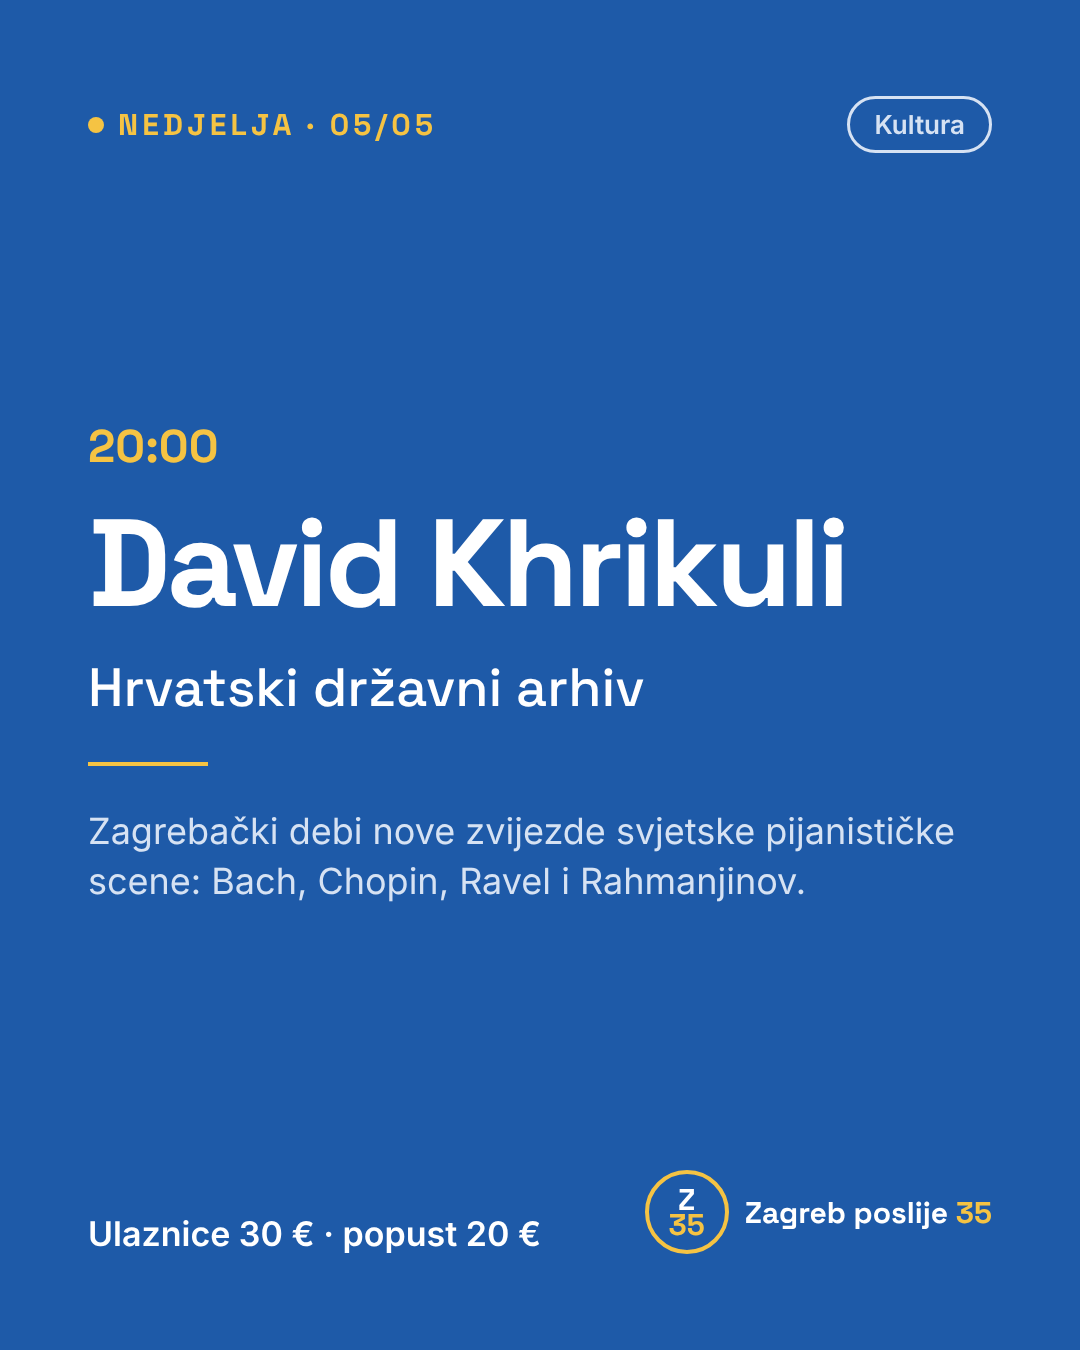 NEDJELJA · 05/05
Kultura
20:00
David Khrikuli
Hrvatski državni arhiv
Zagrebački debi nove zvijezde svjetske pijanističke
scene: Bach, Chopin, Ravel i Rahmanjinov.
Ulaznice 30 € · popust 20 €
Z
35
Zagreb poslije 35